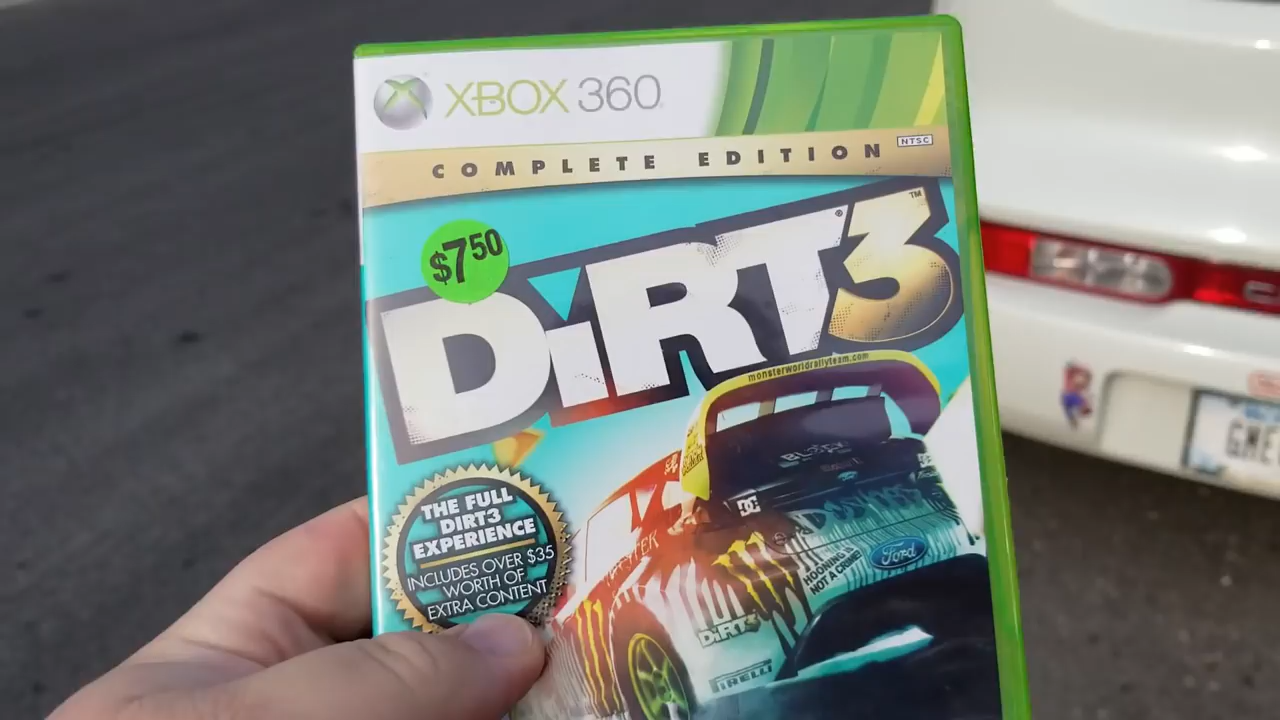 XBOX 360
COMPLETE EDITION
NTSC
$7.50
DiRT3
monsterworldrallyteam.com
THE FULL
DIRT3
EXPERIENCE
INCLUDES OVER $35
WORTH OF
EXTRA CONTENT
DC
Ford
HOONING IS
NOT A CRIME
DiRT3
PIRELLI